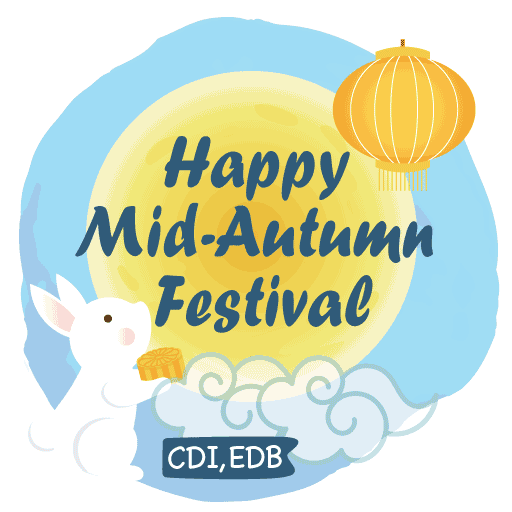 Happy
Mid-Autumn
Festival
CDI, EDB